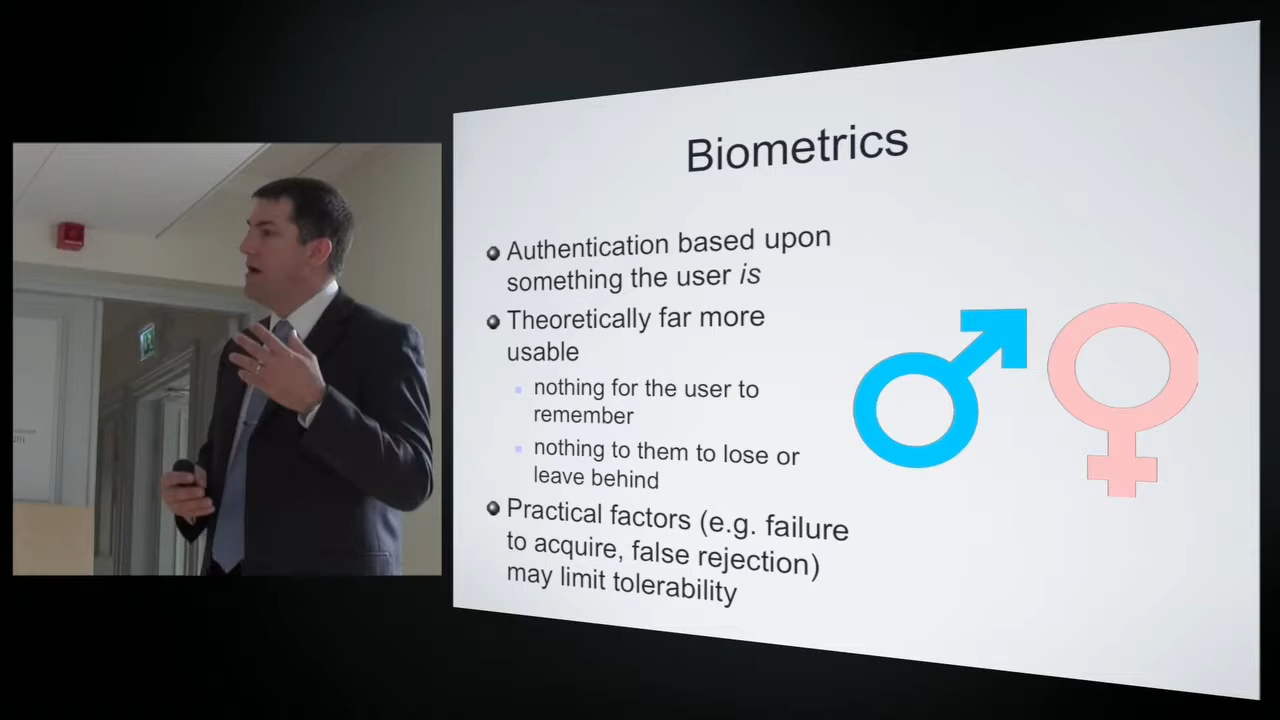 Biometrics
Authentication based upon
something the user is
Theoretically far more
usable
nothing for the user to
remember
nothing to them to lose or
leave behind
Practical factors (e.g. failure
to acquire, false rejection)
may limit tolerability